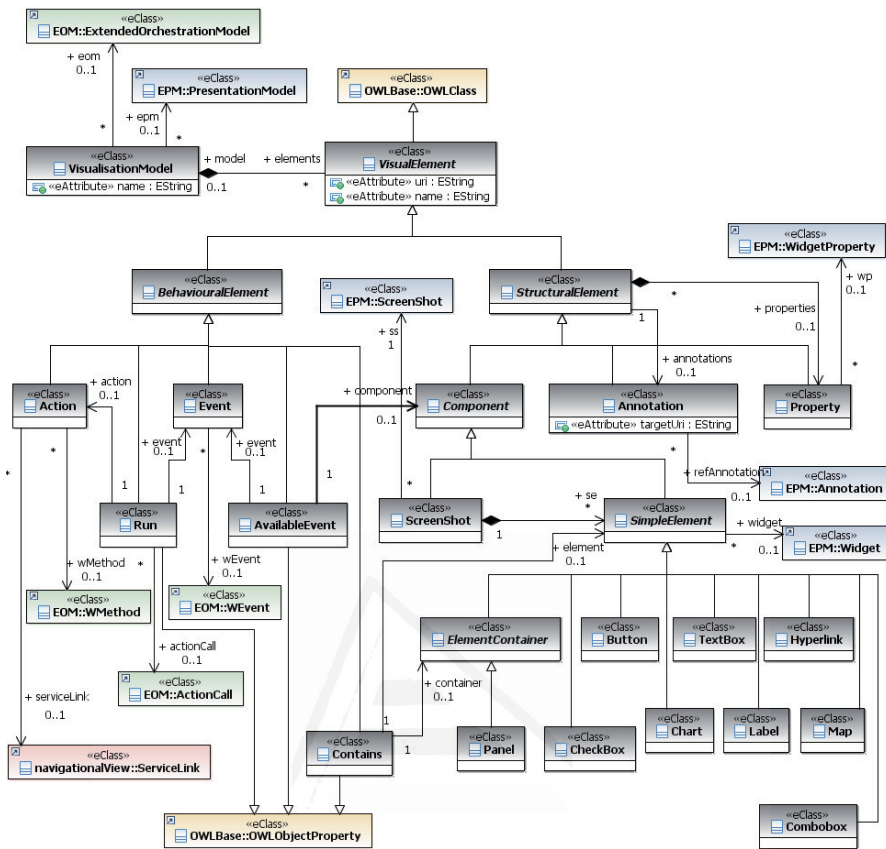 «eClass»
EOM::ExtendedOrchestrationModel
+ eom
0..1
*
«eClass»
EPM::PresentationModel
+ epm
0..1
*
«eClass»
OWLBase::OWLClass
«eClass»
VisualisationModel
«eAttribute» name : EString
+ model
0..1
+ elements
*
«eClass»
VisualElement
«eAttribute» uri : EString
«eAttribute» name : EString
«eClass»
BehaviouralElement
«eClass»
EPM::ScreenShot
+ ss
1
*
«eClass»
StructuralElement
*
1
+ properties
0..1
«eClass»
EPM::WidgetProperty
+ wp
0..1
*
+ annotations
0..1
«eClass»
Action
+ action
0..1
«eClass»
Event
+ component
0..1
«eClass»
Component
«eClass»
Annotation
«eAttribute» targetUri : EString
«eClass»
Property
*
*
+ event
0..1
*
+ event
0..1
1
1
1
1
«eClass»
Run
*
«eClass»
AvailableEvent
«eClass»
ScreenShot
1
+ se
*
«eClass»
SimpleElement
*
+ refAnnotation
0..1
«eClass»
EPM::Annotation
*
+ widget
0..1
«eClass»
EPM::Widget
+ element
0..1
+ wMethod
0..1
«eClass»
EOM::WMethod
+ wEvent
0..1
«eClass»
EOM::WEvent
«eClass»
ElementContainer
«eClass»
Button
«eClass»
TextBox
«eClass»
Hyperlink
+ actionCall
0..1
«eClass»
EOM::ActionCall
+ container
0..1
+ serviceLink
0..1
1
1
«eClass»
Contains
«eClass»
Panel
«eClass»
CheckBox
«eClass»
Chart
«eClass»
Label
«eClass»
Map
«eClass»
navigationalView::ServiceLink
«eClass»
OWLBase::OWLObjectProperty
«eClass»
Combobox